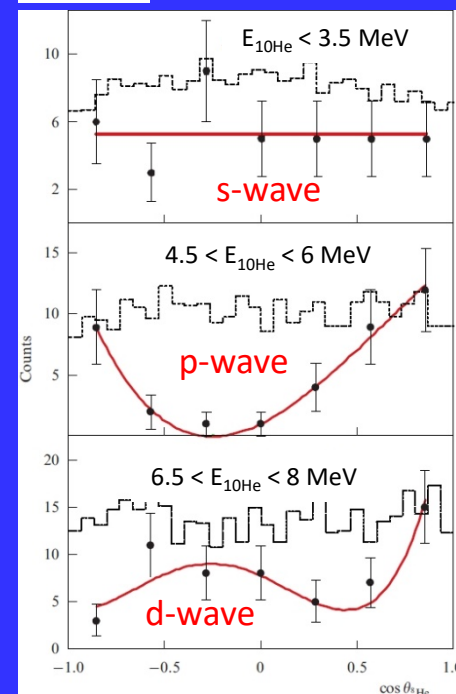 E10He < 3.5 MeV
10
6
2
s-wave
4.5 < E10He < 6 MeV
15
10
5
p-wave
Counts
6.5 < E10He < 8 MeV
20
15
10
5
0
d-wave
-1.0 -0.5 0 0.5 1.0
cos θ8He